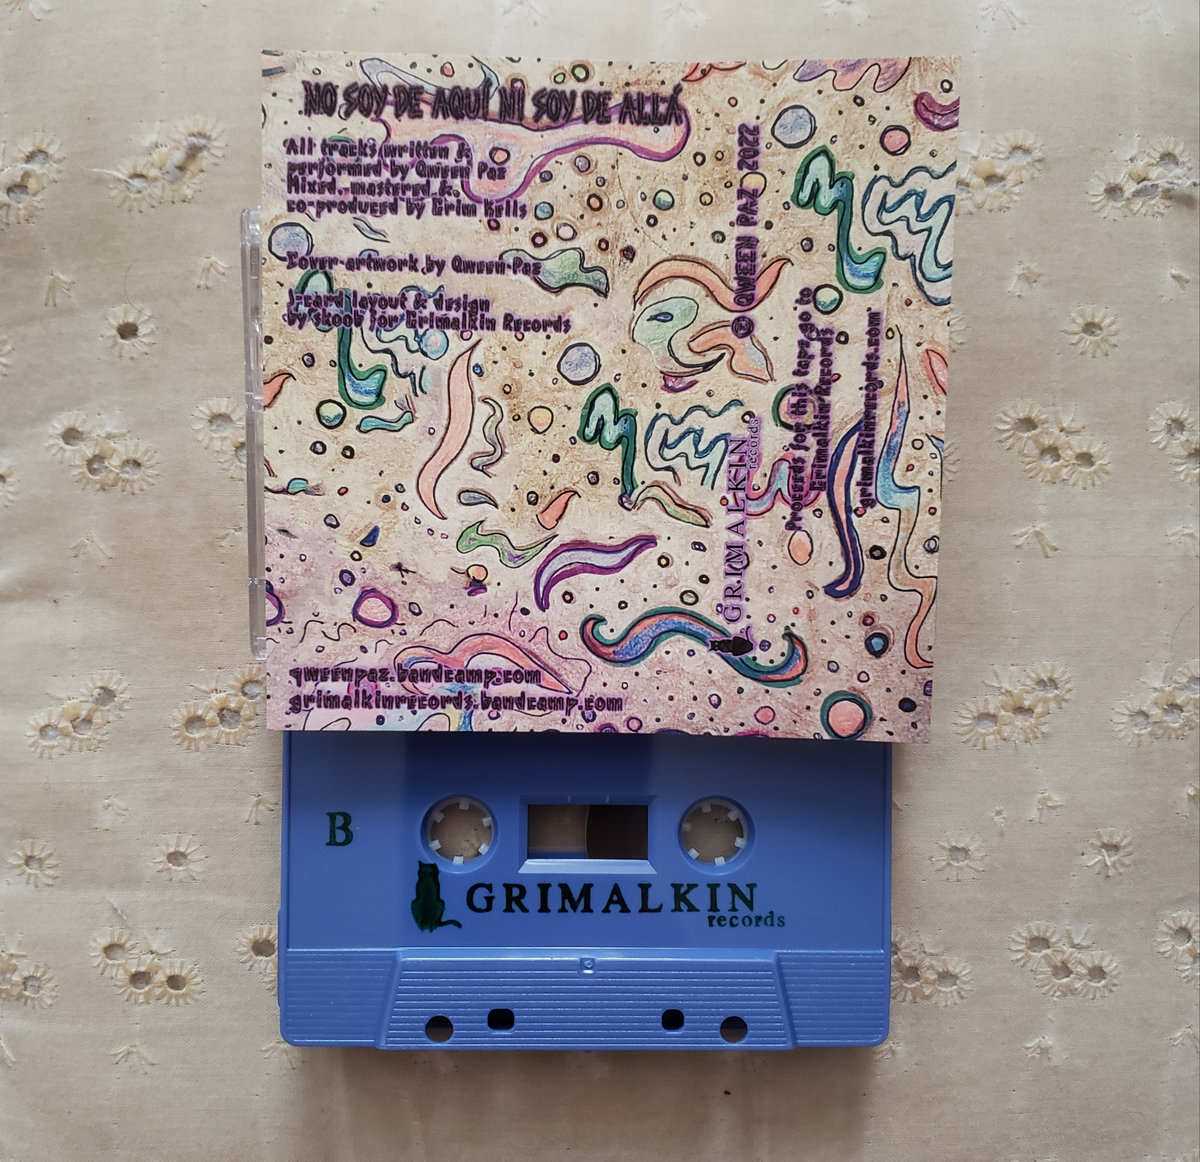 NO SOY DE AQUÍ NI SOY DE ALLÁ
All tracks written &
performed by Qween Paz
Mixed, mastered &
co-produced by Grim Kells
Cover artwork by Qween Paz
J-card layout & design
by skoob for Grimalkin Records
qweenpaz.bandcamp.com
grimalkinrecords.bandcamp.com
© QWEEN PAZ 2022
GRIMALKIN
records
Proceeds for this tape go to
Grimalkin Records
grimalkinrecords.com
B
GRIMALKIN
records